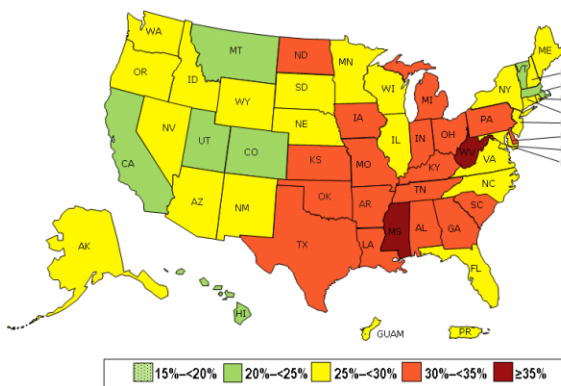 WA
MT
ND
MN
ME
VT
OR
ID
SD
WI
NY
WY
MI
IA
NE
PA
NV
UT
CO
IL
IN
OH
WV
VA
CA
KS
MO
KY
NC
TN
AZ
NM
OK
AR
SC
TX
LA
MS
AL
GA
AK
FL
HI
GUAM
PR
15%–<20% 20%–<25% 25%–<30% 30%–<35% ≥35%